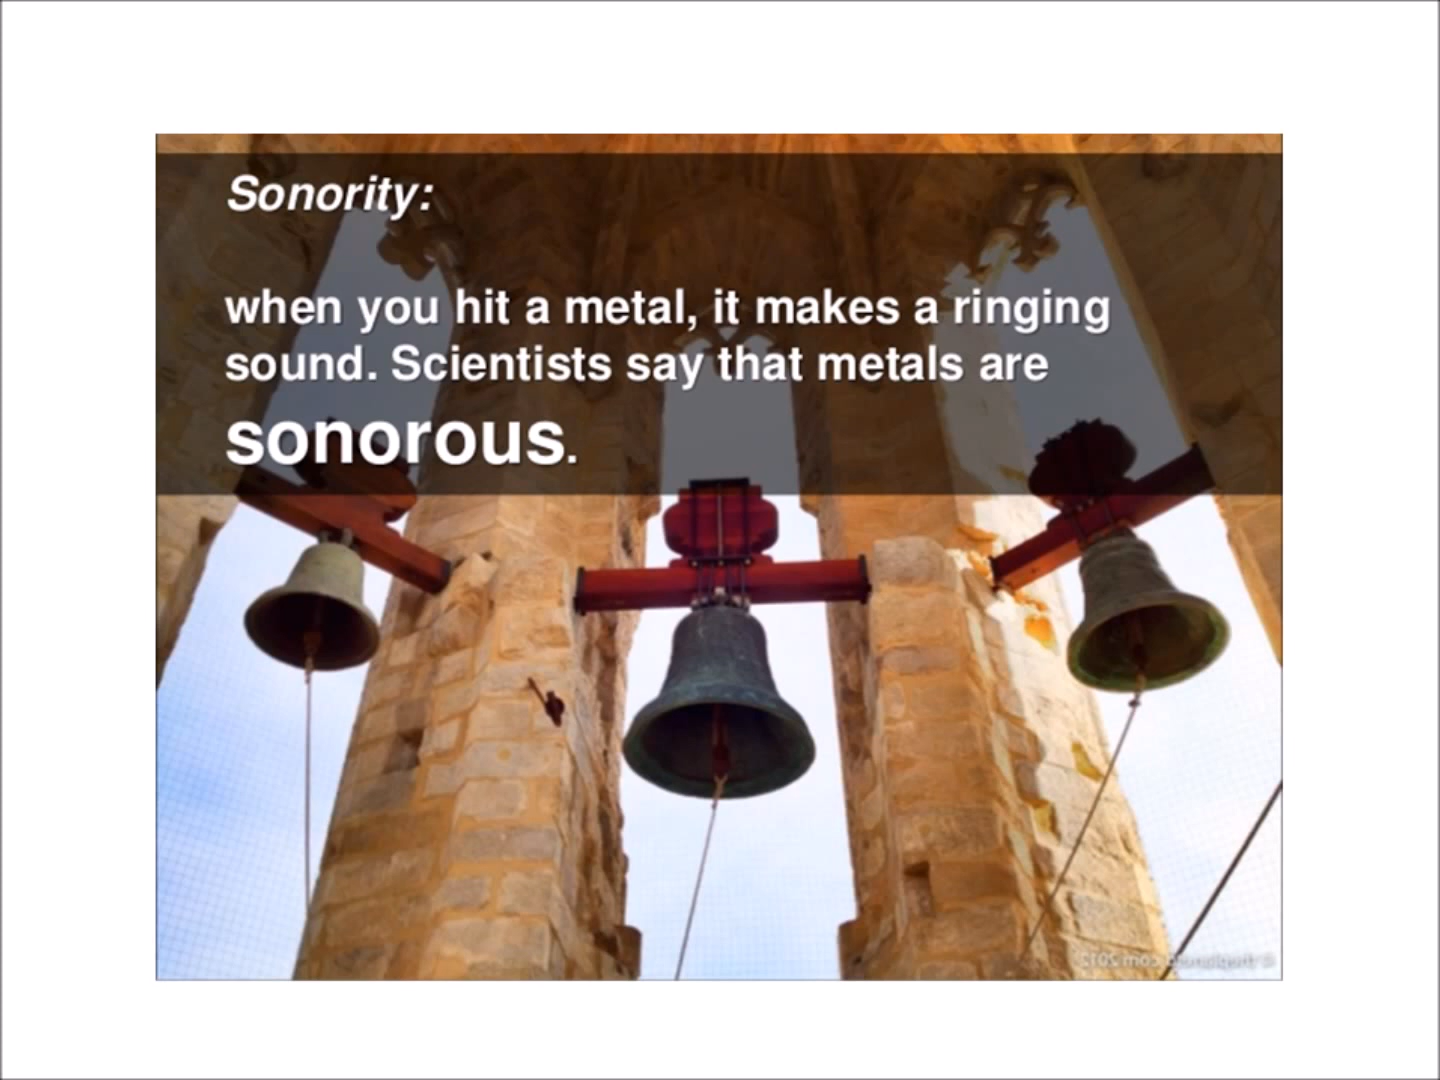 Sonority:
when you hit a metal, it makes a ringing
sound. Scientists say that metals are
sonorous.